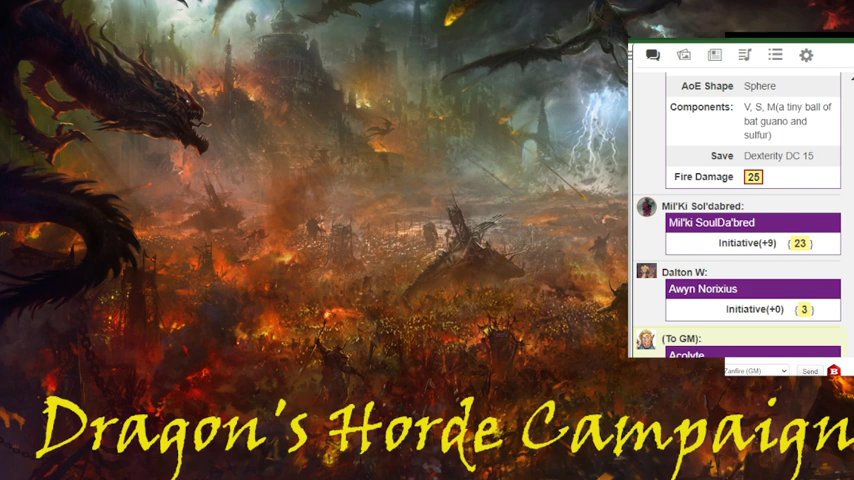 AoE Shape Sphere
Components: V, S, M(a tiny ball of
bat guano and
sulfur)
Save Dexterity DC 15
Fire Damage 25
Mil'Ki Sol'dabred:
Mil'ki SoulDa'bred
Initiative(+9) { 23 }
Dalton W:
Awyn Norixius
Initiative(+0) { 3 }
(To GM):
Acolyte
Zanfire (GM) Send
Dragon's Horde Campaign